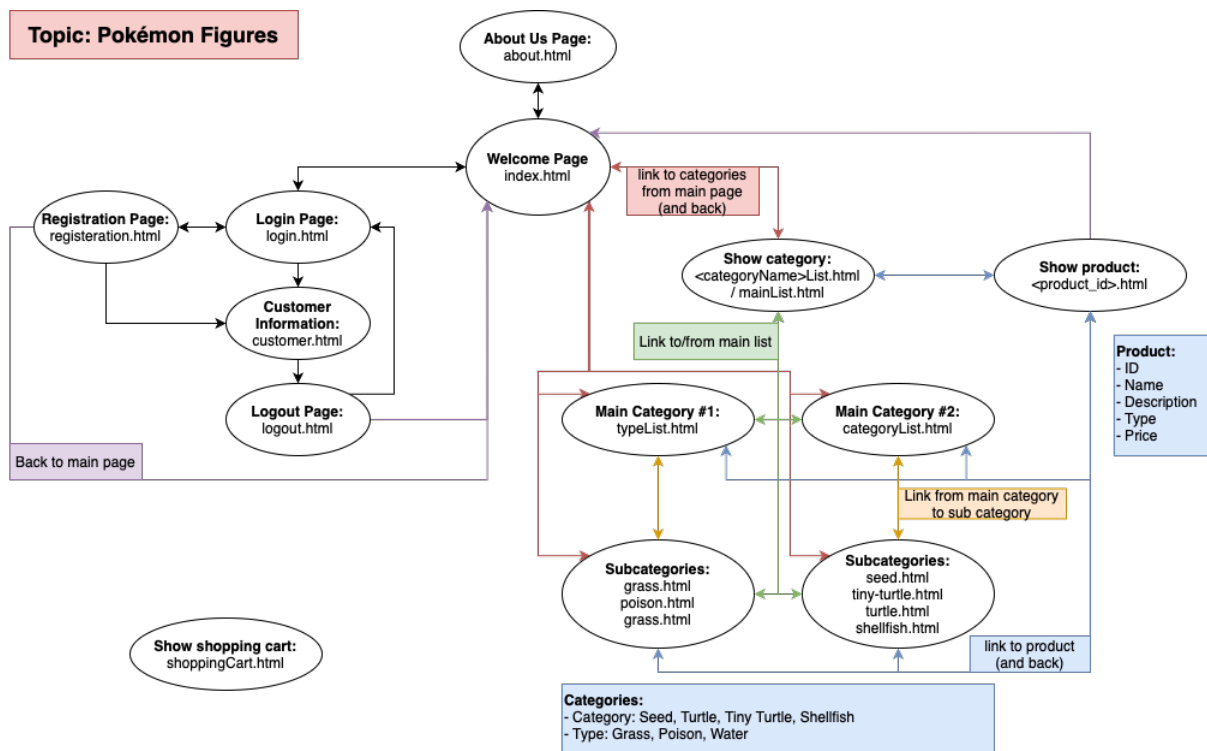 Topic: Pokémon Figures
About Us Page:
about.html
Welcome Page
index.html
link to categories
from main page
(and back)
Registration Page:
registeration.html
Login Page:
login.html
Show category:
<categoryName>List.html
/ mainList.html
Show product:
<product_id>.html
Customer
Information:
customer.html
Link to/from main list
Product:
- ID
- Name
- Description
- Type
- Price
Logout Page:
logout.html
Main Category #1:
typeList.html
Main Category #2:
categoryList.html
Back to main page
Link from main category
to sub category
Subcategories:
grass.html
poison.html
grass.html
Subcategories:
seed.html
tiny-turtle.html
turtle.html
shellfish.html
Show shopping cart:
shoppingCart.html
link to product
(and back)
Categories:
- Category: Seed, Turtle, Tiny Turtle, Shellfish
- Type: Grass, Poison, Water